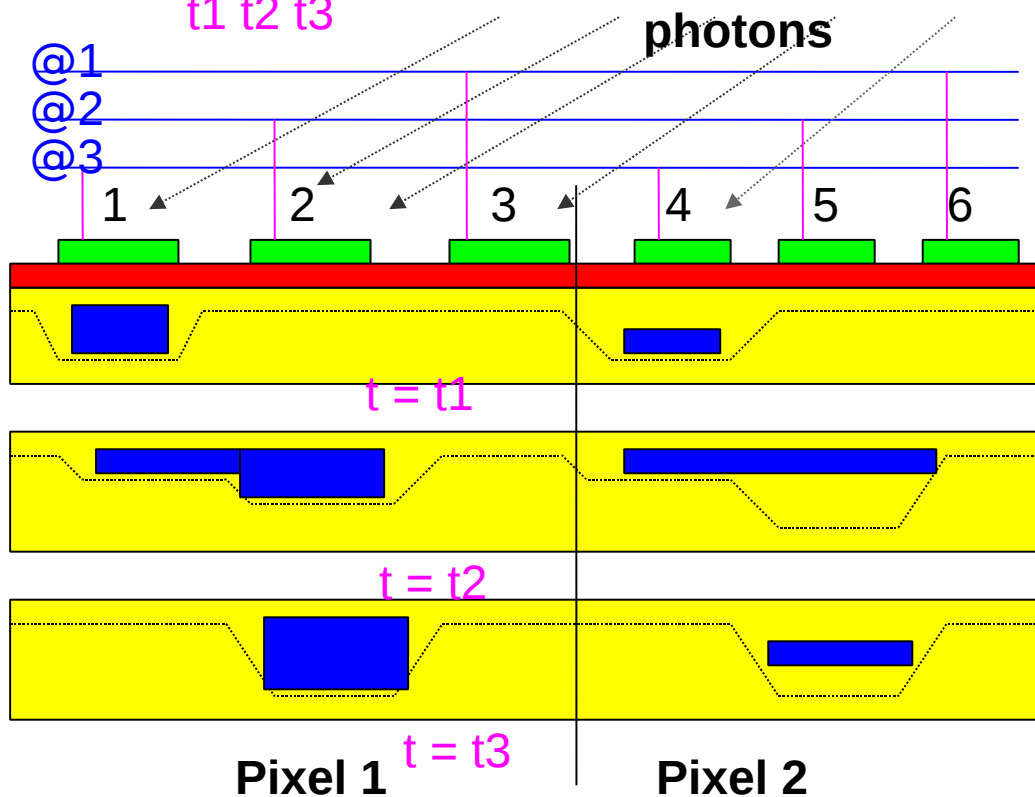 t1 t2 t3
photons
@1
@2
@3
1 2 3 4 5 6
t = t1
t = t2
t = t3
Pixel 1 Pixel 2